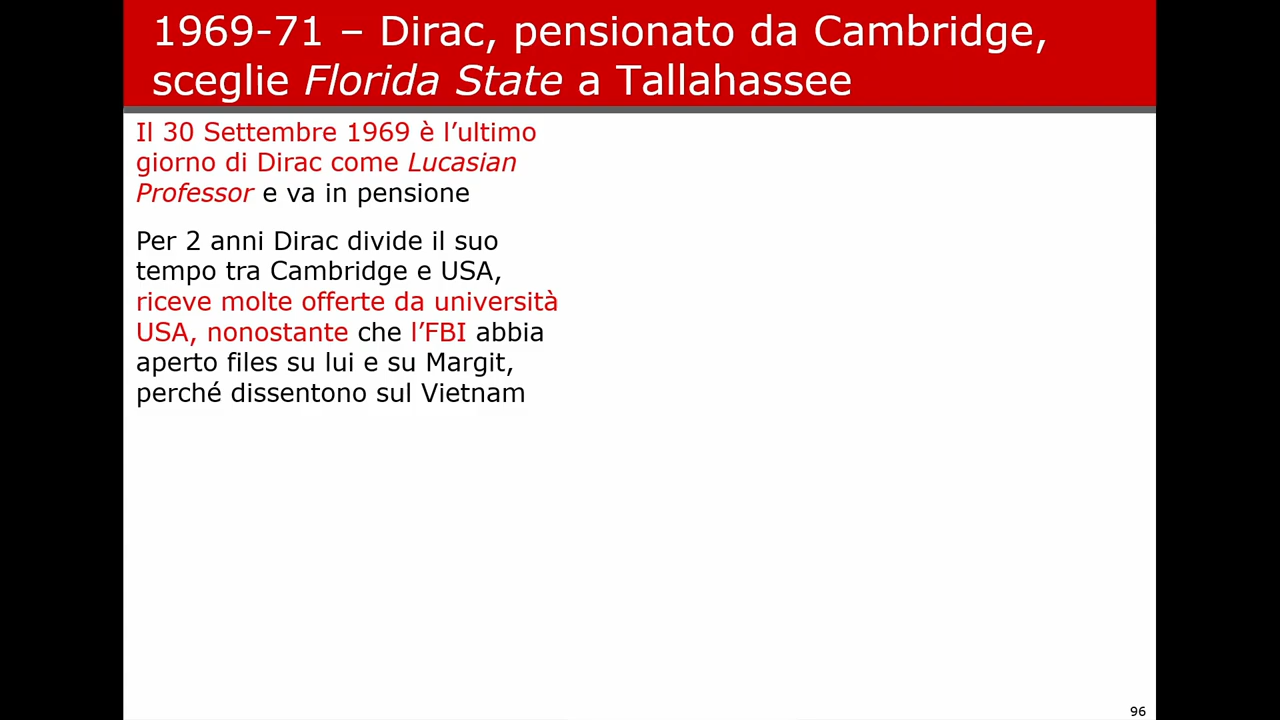 1969-71 – Dirac, pensionato da Cambridge,
sceglie Florida State a Tallahassee
Il 30 Settembre 1969 è l’ultimo
giorno di Dirac come Lucasian
Professor e va in pensione
Per 2 anni Dirac divide il suo
tempo tra Cambridge e USA,
riceve molte offerte da università
USA, nonostante che l’FBI abbia
aperto files su lui e su Margit,
perché dissentono sul Vietnam
96